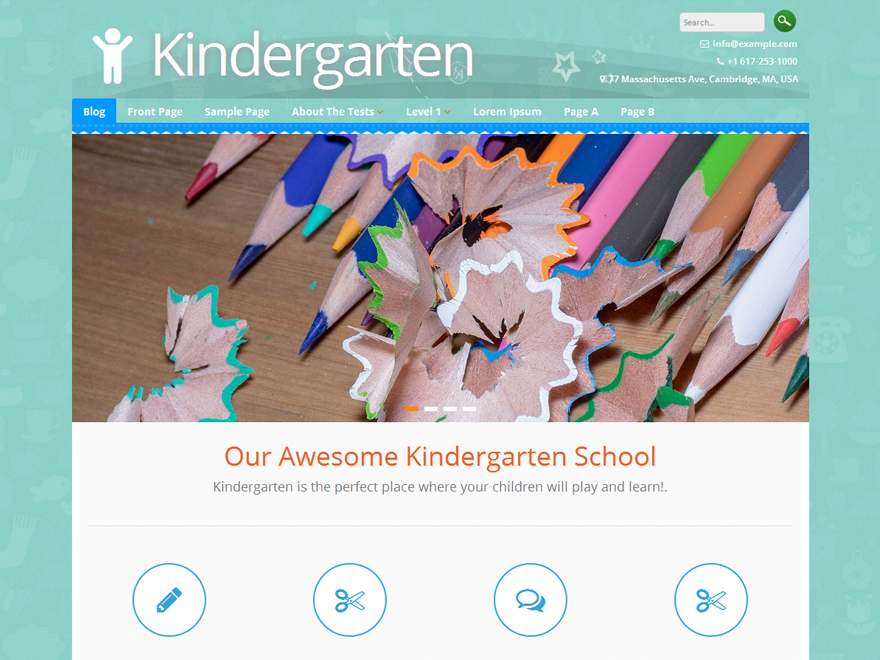 Kindergarten
Search...
info@example.com
+1 617-253-1000
77 Massachusetts Ave, Cambridge, MA, USA
Blog Front Page Sample Page About The Tests Level 1 Lorem Ipsum Page A Page B
Our Awesome Kindergarten School
Kindergarten is the perfect place where your children will play and learn!.